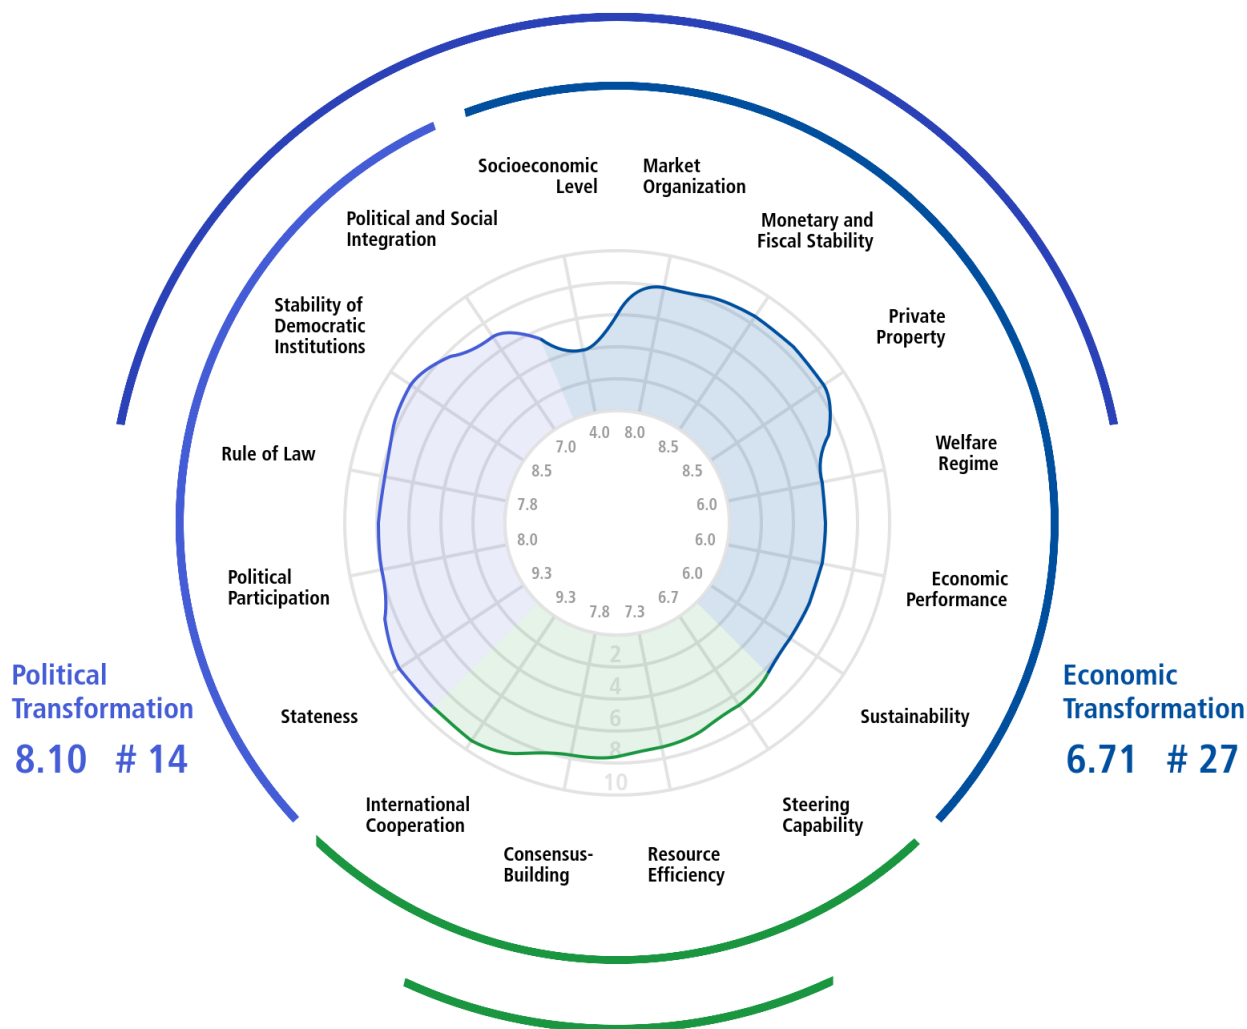 Socioeconomic
Level
Market
Organization
Political and Social
Integration
Monetary and
Fiscal Stability
Stability of
Democratic
Institutions
Private
Property
Rule of Law
Welfare
Regime
Political
Participation
Economic
Performance
Stateness
Sustainability
International
Cooperation
Consensus-
Building
Resource
Efficiency
Steering
Capability
4.0 8.0
7.0 8.5
8.5 8.5
7.8 6.0
8.0 6.0
9.3 6.0
9.3 6.7
7.8 7.3
2
4
6
8
10
Political
Transformation
8.10 # 14
Economic
Transformation
6.71 # 27